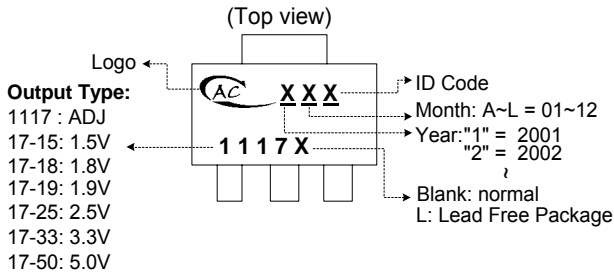 (Top view)
Logo
AC
X X X
ID Code
Month: A~L = 01~12
Year:"1" = 2001
"2" = 2002
~
Output Type:
1117 : ADJ
17-15: 1.5V
17-18: 1.8V
17-19: 1.9V
17-25: 2.5V
17-33: 3.3V
17-50: 5.0V
1 1 1 7 X
Blank: normal
L: Lead Free Package